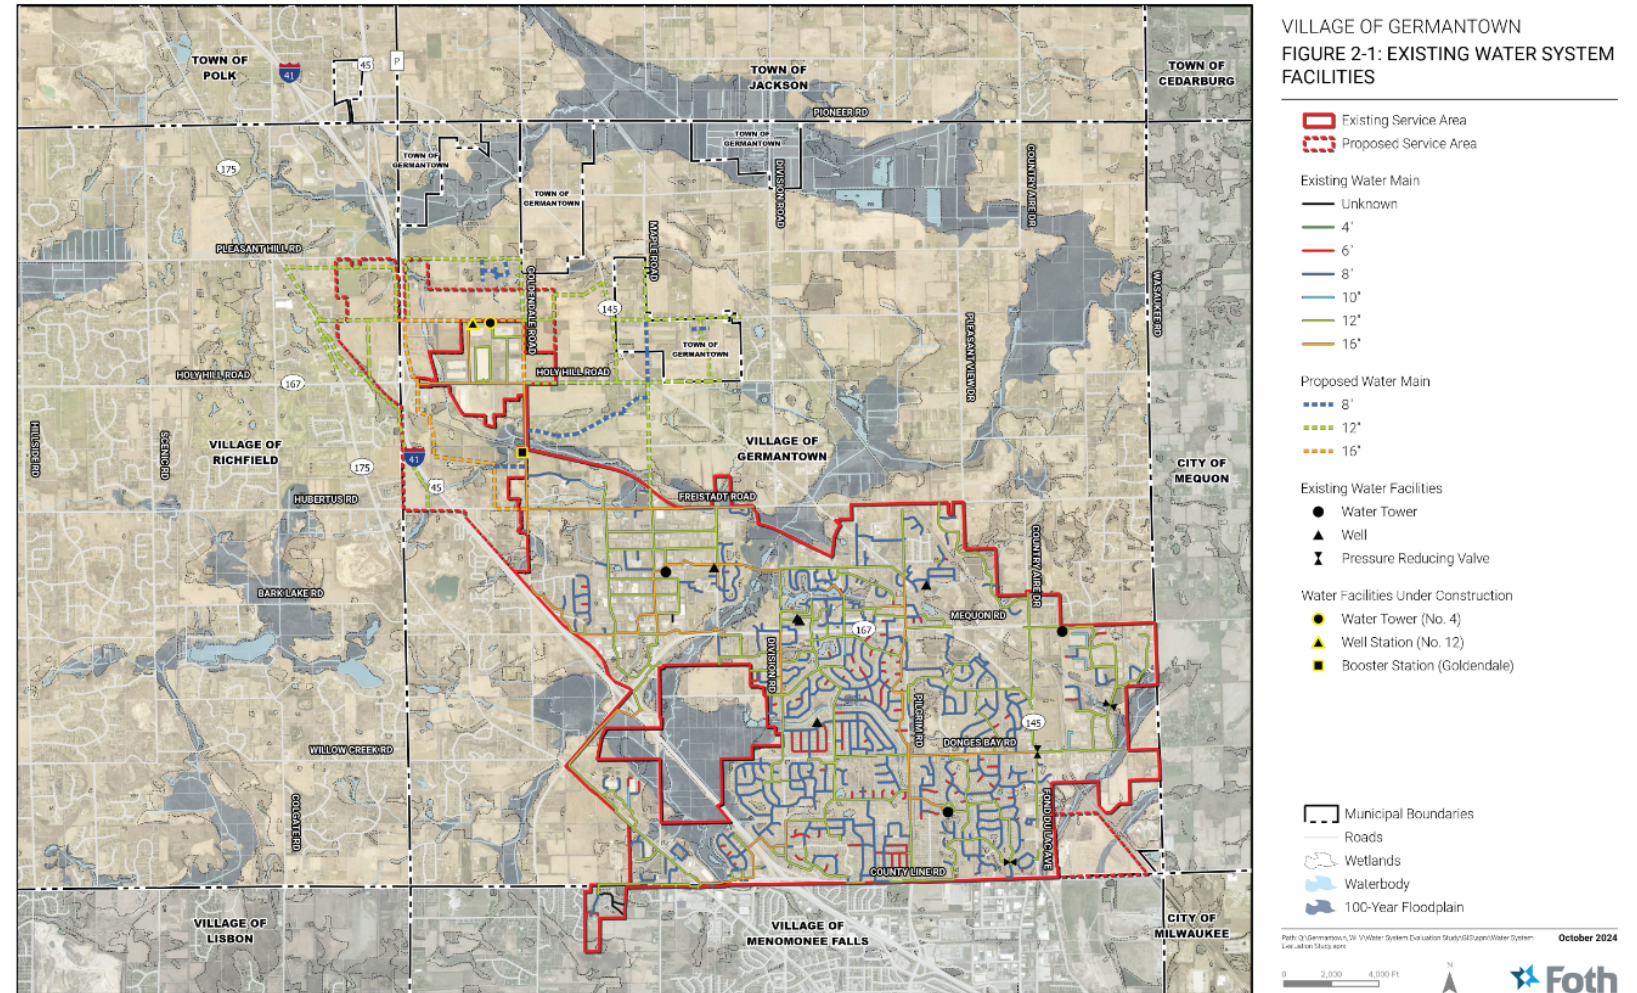 TOWN OF
POLK
41
45
P
TOWN OF
JACKSON
TOWN OF
CEDARBURG
PIONEER RD
TOWN OF
GERMANTOWN
TOWN OF
GERMANTOWN
175
TOWN OF
GERMANTOWN
DIVISION ROAD
COUNTRY AIRE DR
PLEASANT HILL RD
MAPLE ROAD
GOLDENDALE ROAD
WASAUKEE RD
145
PLEASANT VIEW DR
TOWN OF
GERMANTOWN
HOLY HILL ROAD
HOLY HILL ROAD
167
HILLSIDE RD
SCENIC RD
VILLAGE OF
RICHFIELD
175
41
45
VILLAGE OF
GERMANTOWN
CITY OF
MEQUON
HUBERTUS RD
FREISTADT ROAD
COUNTRY AIRE DR
BARK LAKE RD
MEQUON RD
167
DIVISION RD
PILGRIM RD
145
WILLOW CREEK RD
DONGES BAY RD
COLGATE RD
FOND DU LAC AVE
COUNTY LINE RD
VILLAGE OF
LISBON
VILLAGE OF
MENOMONEE FALLS
CITY OF
MILWAUKEE
VILLAGE OF GERMANTOWN
FIGURE 2-1: EXISTING WATER SYSTEM
FACILITIES
Existing Service Area
Proposed Service Area
Existing Water Main
Unknown
4"
6"
8"
10"
12"
16"
Proposed Water Main
8"
12"
16"
Existing Water Facilities
Water Tower
Well
Pressure Reducing Valve
Water Facilities Under Construction
Water Tower (No. 4)
Well Station (No. 12)
Booster Station (Goldendale)
Municipal Boundaries
Roads
Wetlands
Waterbody
100-Year Floodplain
October 2024
0 2,000 4,000 Ft
N
Foth